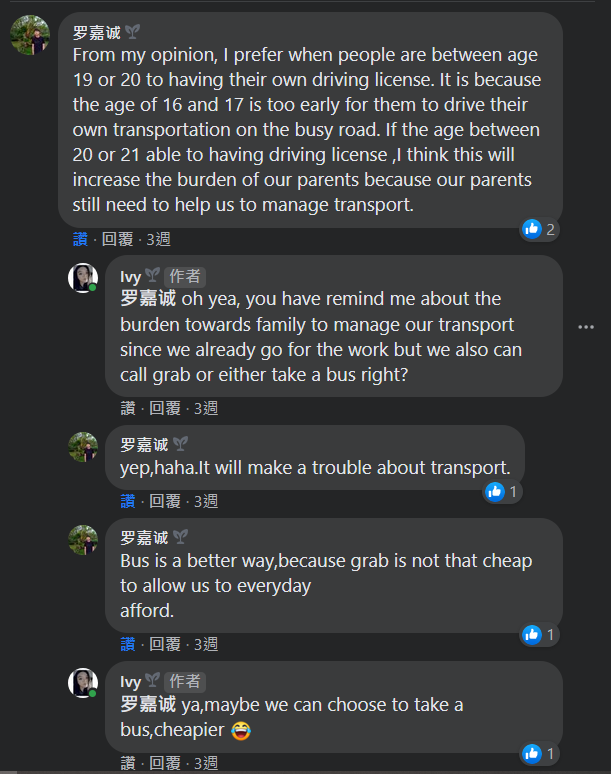 罗嘉诚
From my opinion, I prefer when people are between age
19 or 20 to having their own driving license. It is because
the age of 16 and 17 is too early for them to drive their
own transportation on the busy road. If the age between
20 or 21 able to having driving license ,I think this will
increase the burden of our parents because our parents
still need to help us to manage transport.
2
讚 · 回覆 · 3週
Ivy 作者
罗嘉诚 oh yea, you have remind me about the
burden towards family to manage our transport
since we already go for the work but we also can
call grab or either take a bus right?
讚 · 回覆 · 3週
罗嘉诚
yep,haha.It will make a trouble about transport.
1
讚 · 回覆 · 3週
罗嘉诚
Bus is a better way,because grab is not that cheap
to allow us to everyday
afford.
1
讚 · 回覆 · 3週
Ivy 作者
罗嘉诚 ya,maybe we can choose to take a
bus,cheapier 😂
1
讚 · 回覆 · 3週